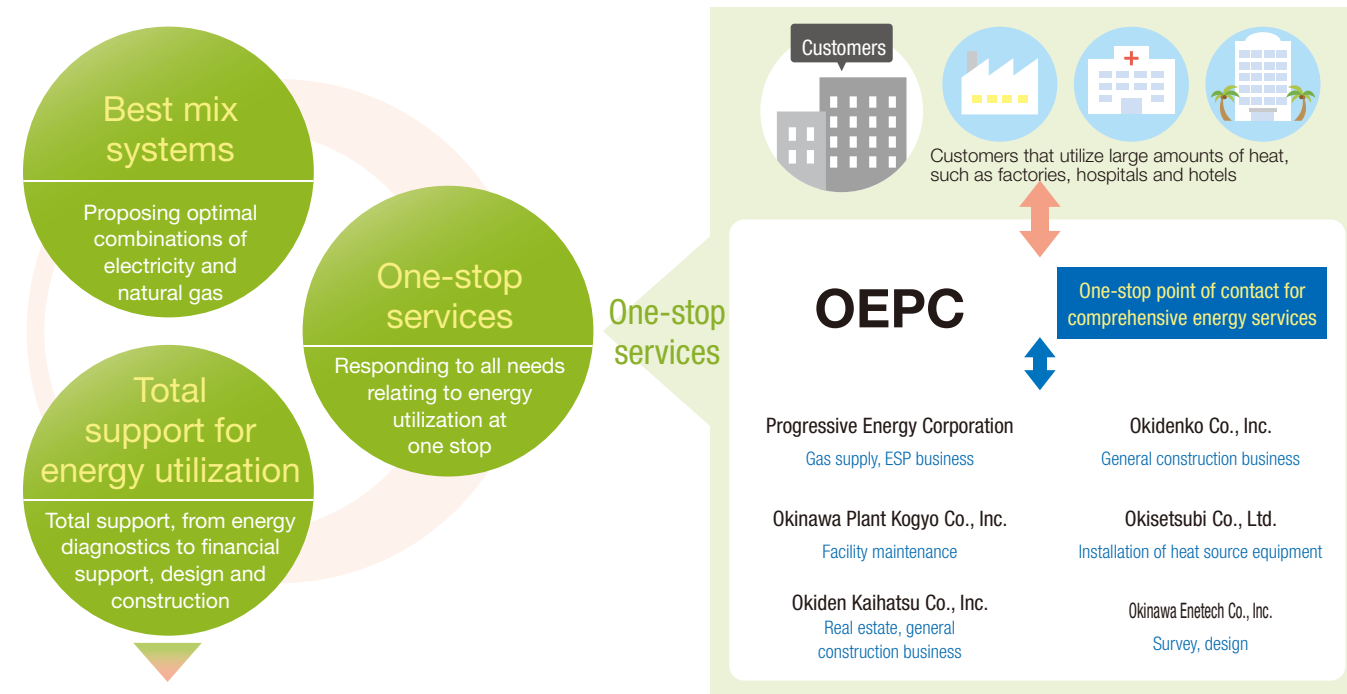 Best mix
systems
Proposing optimal
combinations of
electricity and
natural gas
One-stop
services
Responding to all needs
relating to energy
utilization at
one stop
Total
support for
energy utilization
Total support, from energy
diagnostics to financial
support, design and
construction
One-stop
services
Customers
Customers that utilize large amounts of heat,
such as factories, hospitals and hotels
OEPC
One-stop point of contact for
comprehensive energy services
Progressive Energy Corporation
Gas supply, ESP business
Okidenko Co., Inc.
General construction business
Okinawa Plant Kogyo Co., Inc.
Facility maintenance
Okisetsubi Co., Ltd.
Installation of heat source equipment
Okiden Kaihatsu Co., Inc.
Real estate, general
construction business
Okinawa Enetech Co., Inc.
Survey, design